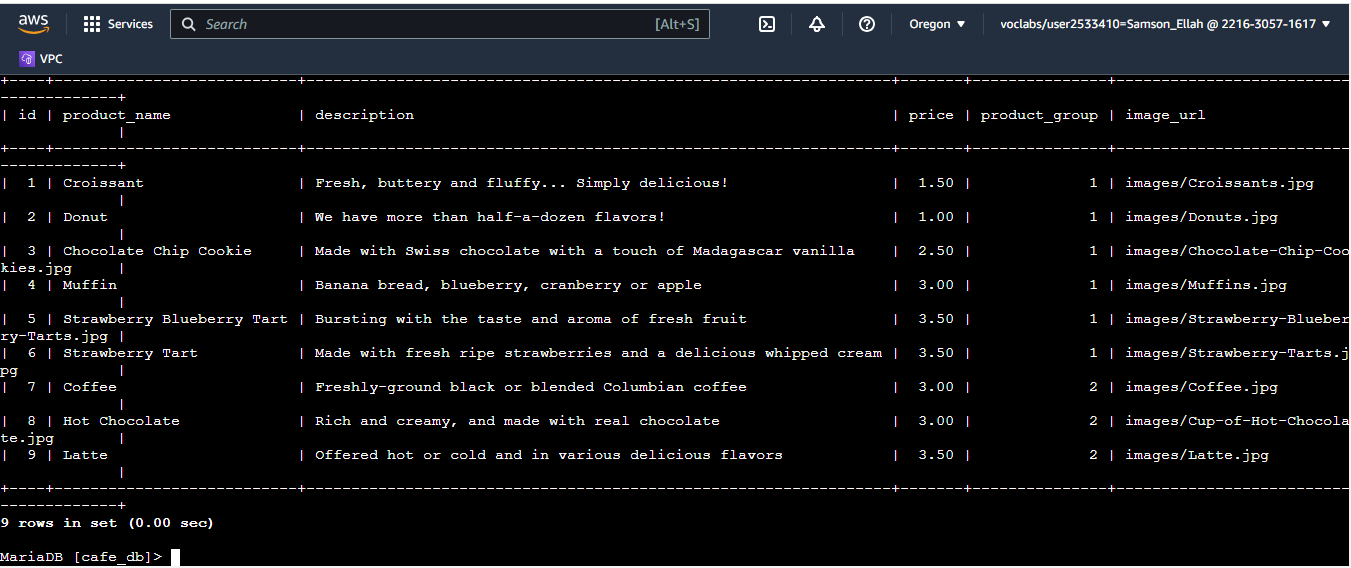 aws
Services
Search [Alt+S]
Oregon
voclabs/user2533410=Samson_Ellah @ 2216-3057-1617
VPC
+----+---------------------------+----------------------------------------------------------------+-------+---------------+--------------------------
-------------+
| id | product_name | description | price | product_group | image_url
|
+----+---------------------------+----------------------------------------------------------------+-------+---------------+--------------------------
-------------+
| 1 | Croissant | Fresh, buttery and fluffy... Simply delicious! | 1.50 | 1 | images/Croissants.jpg
|
| 2 | Donut | We have more than half-a-dozen flavors! | 1.00 | 1 | images/Donuts.jpg
|
| 3 | Chocolate Chip Cookie | Made with Swiss chocolate with a touch of Madagascar vanilla | 2.50 | 1 | images/Chocolate-Chip-Coo
kies.jpg |
| 4 | Muffin | Banana bread, blueberry, cranberry or apple | 3.00 | 1 | images/Muffins.jpg
|
| 5 | Strawberry Blueberry Tart | Bursting with the taste and aroma of fresh fruit | 3.50 | 1 | images/Strawberry-Blueber
ry-Tarts.jpg |
| 6 | Strawberry Tart | Made with fresh ripe strawberries and a delicious whipped cream | 3.50 | 1 | images/Strawberry-Tarts.j
pg |
| 7 | Coffee | Freshly-ground black or blended Columbian coffee | 3.00 | 2 | images/Coffee.jpg
|
| 8 | Hot Chocolate | Rich and creamy, and made with real chocolate | 3.00 | 2 | images/Cup-of-Hot-Chocola
te.jpg |
| 9 | Latte | Offered hot or cold and in various delicious flavors | 3.50 | 2 | images/Latte.jpg
|
+----+---------------------------+----------------------------------------------------------------+-------+---------------+--------------------------
-------------+
9 rows in set (0.00 sec)
MariaDB [cafe_db]>